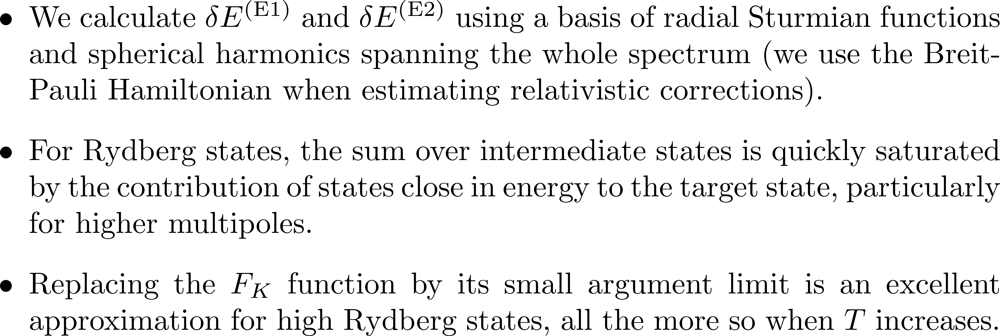 • We calculate δE^(E1) and δE^(E2) using a basis of radial Sturmian functions
and spherical harmonics spanning the whole spectrum (we use the Breit-
Pauli Hamiltonian when estimating relativistic corrections).
• For Rydberg states, the sum over intermediate states is quickly saturated
by the contribution of states close in energy to the target state, particularly
for higher multipoles.
• Replacing the F_K function by its small argument limit is an excellent
approximation for high Rydberg states, all the more so when T increases.